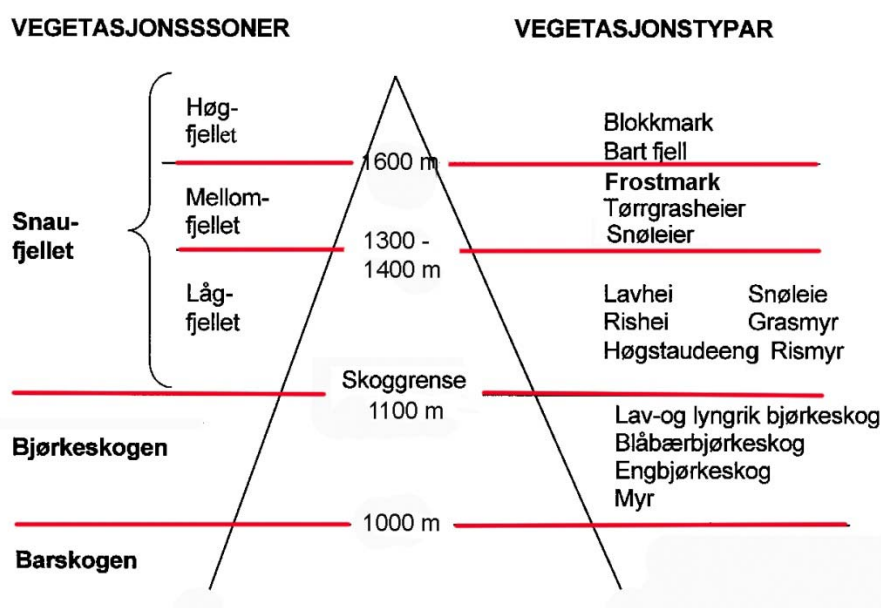 VEGETASJONSSSONER
VEGETASJONSTYPAR
Høg-
fjellet
Blokkmark
Bart fjell
1600 m
Snau-
fjellet
Mellom-
fjellet
Frostmark
Tørrgrasheier
Snøleier
1300 -
1400 m
Låg-
fjellet
Lavhei Snøleie
Rishei Grasmyr
Høgstaudeeng Rismyr
Skoggrense
1100 m
Bjørkeskogen
Lav-og lyngrik bjørkeskog
Blåbærbjørkeskog
Engbjørkeskog
Myr
1000 m
Barskogen